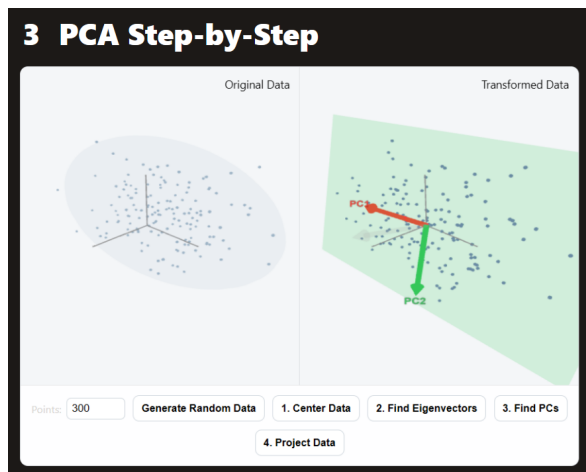 3 PCA Step-by-Step
Original Data
Transformed Data
PC1
PC2
Points: 300 Generate Random Data 1. Center Data 2. Find Eigenvectors 3. Find PCs
4. Project Data